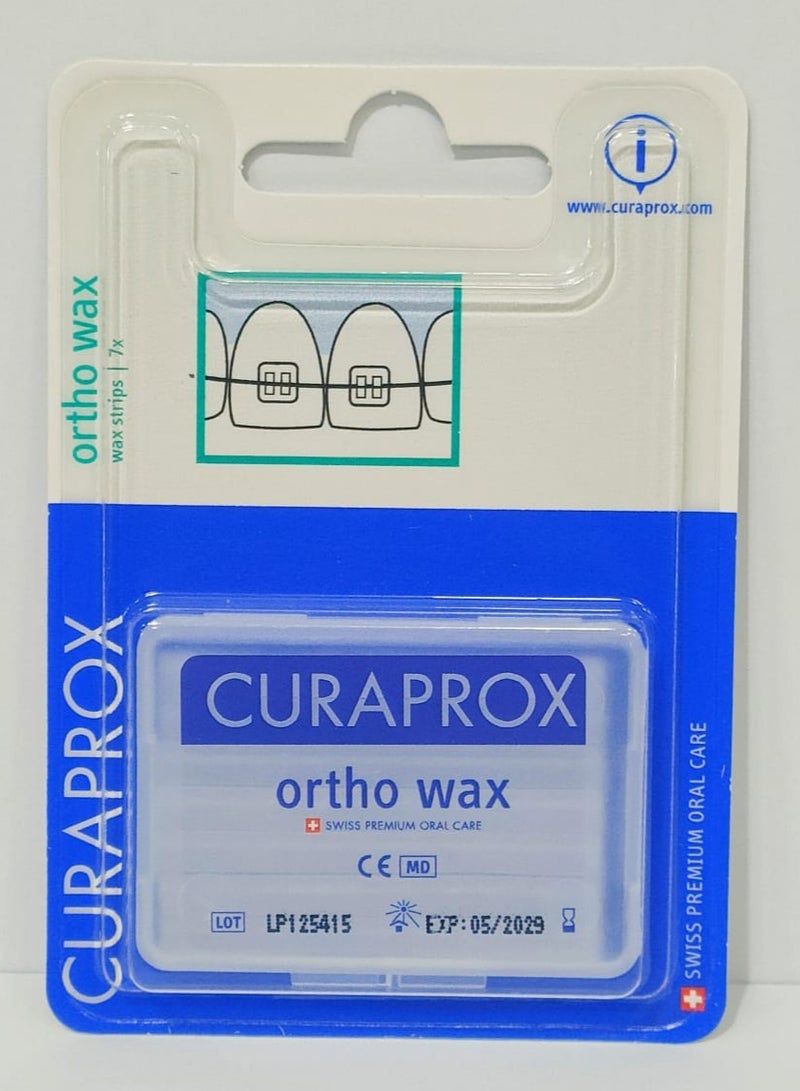 i
www.curaprox.com
ortho wax
wax strips | 7x
CURAPROX
CURAPROX
ortho wax
SWISS PREMIUM ORAL CARE
CE MD
LOT LP125415 EXP:05/2029
SWISS PREMIUM ORAL CARE